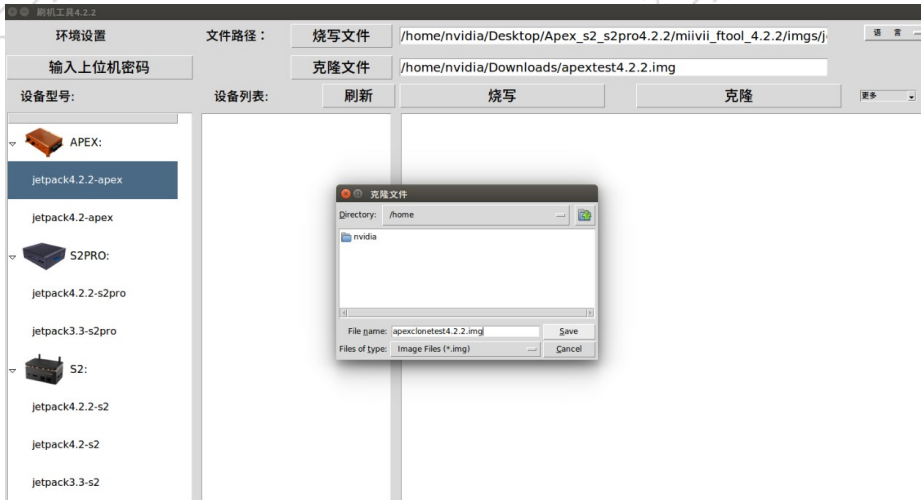 刷机工具4.2.2
环境设置
文件路径：
烧写文件
/home/nvidia/Desktop/Apex_s2_s2pro4.2.2/miivii_ftool_4.2.2/imgs/j
语 言
输入上位机密码
克隆文件
/home/nvidia/Downloads/apextest4.2.2.img
设备型号:
设备列表:
刷新
烧写
克隆
更多
APEX:
jetpack4.2.2-apex
jetpack4.2-apex
S2PRO:
jetpack4.2.2-s2pro
jetpack3.3-s2pro
S2:
jetpack4.2.2-s2
jetpack4.2-s2
jetpack3.3-s2
克隆文件
Directory: /home
nvidia
File name: apexclonetest4.2.2.img Save
Files of type: Image Files (*.img) Cancel